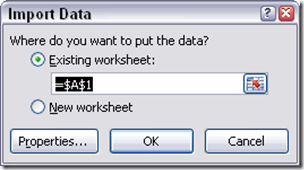 Import Data
Where do you want to put the data?
Existing worksheet:
=$A$1
New worksheet
Properties... OK Cancel